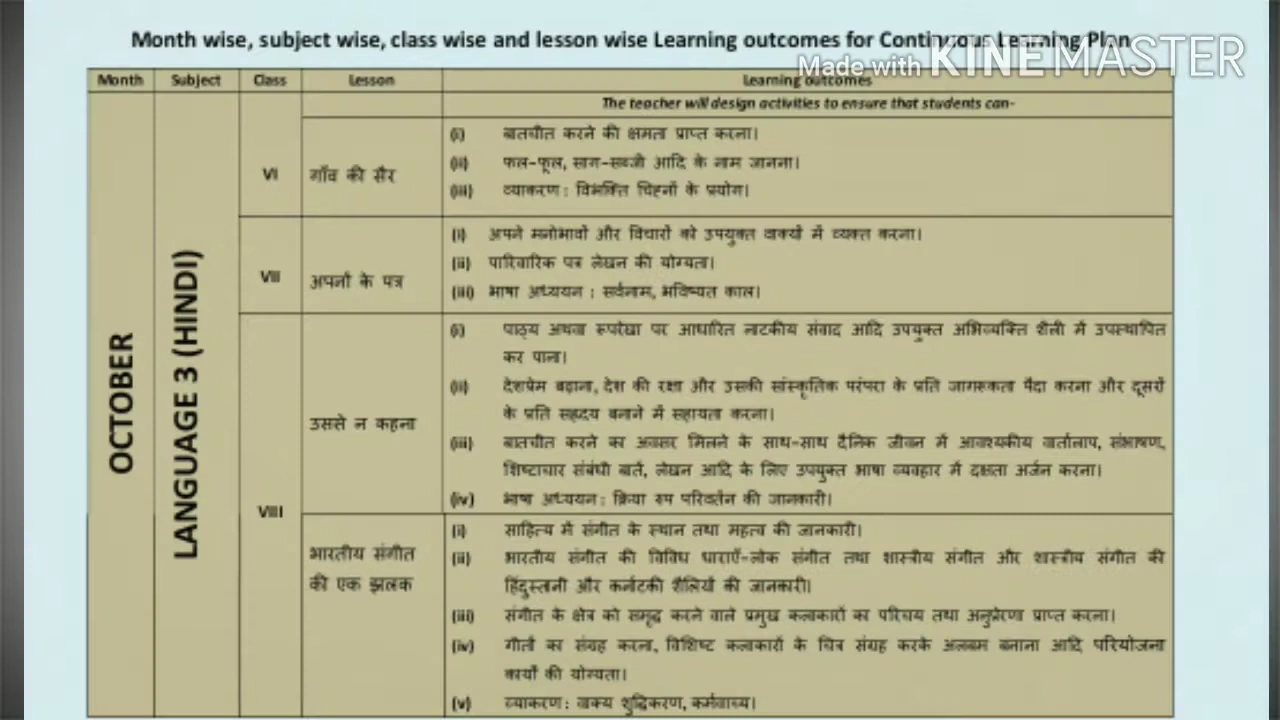 Month wise, subject wise, class wise and lesson wise Learning outcomes for Continuous Learning Plan
Made with KINEMASTER
Month Subject Class Lesson Learning outcomes
The teacher will design activities to ensure that students can-
OCTOBER
LANGUAGE 3 (HINDI)
VI
गाँव की सैर
(i) बातचीत करने की क्षमता प्राप्त करना।
(ii) फल-फूल, साग-सब्जी आदि के नाम जानना।
(iii) व्याकरण : विभक्ति चिह्नों के प्रयोग।
VII
अपनों के पत्र
(i) अपने मनोभावों और विचारों को उपयुक्त वाक्यों में व्यक्त करना।
(ii) पारिवारिक पत्र लेखन की योग्यता।
(iii) भाषा अध्ययन : सर्वनाम, भविष्यत काल।
VIII
उससे न कहना
(i) पाठ्य अथवा रूपरेखा पर आधारित नाटकीय संवाद आदि उपयुक्त अभिव्यक्ति शैली में उपस्थापित
कर पाना।
(ii) देशप्रेम बढ़ाना, देश की रक्षा और उसकी सांस्कृतिक परंपरा के प्रति जागरूकता पैदा करना और दूसरों
के प्रति सहृदय बनाने में सहायता करना।
(iii) बातचीत करने का अवसर मिलने के साथ-साथ दैनिक जीवन में आवश्यकीय वार्तालाप, संभाषण,
शिष्टाचार संबंधी बातें, लेखन आदि के लिए उपयुक्त भाषा व्यवहार में दक्षता अर्जन करना।
(iv) भाषा अध्ययन : क्रिया रूप परिवर्तन की जानकारी।
भारतीय संगीत
की एक झलक
(i) साहित्य में संगीत के स्थान तथा महत्व की जानकारी।
(ii) भारतीय संगीत की विविध धाराएँ-लोक संगीत तथा शास्त्रीय संगीत और शास्त्रीय संगीत की
हिंदुस्तानी और कर्नाटकी शैलियों की जानकारी।
(iii) संगीत के क्षेत्र को समृद्ध करने वाले प्रमुख कलाकारों का परिचय तथा अनुप्रेरणा प्राप्त करना।
(iv) गीतों का संग्रह करना, विशिष्ट कलाकारों के चित्र संग्रह करके अलबम बनाना आदि परियोजना
कार्यों की योग्यता।
(v) व्याकरण : वाक्य शुद्धिकरण, कर्मवाच्य।